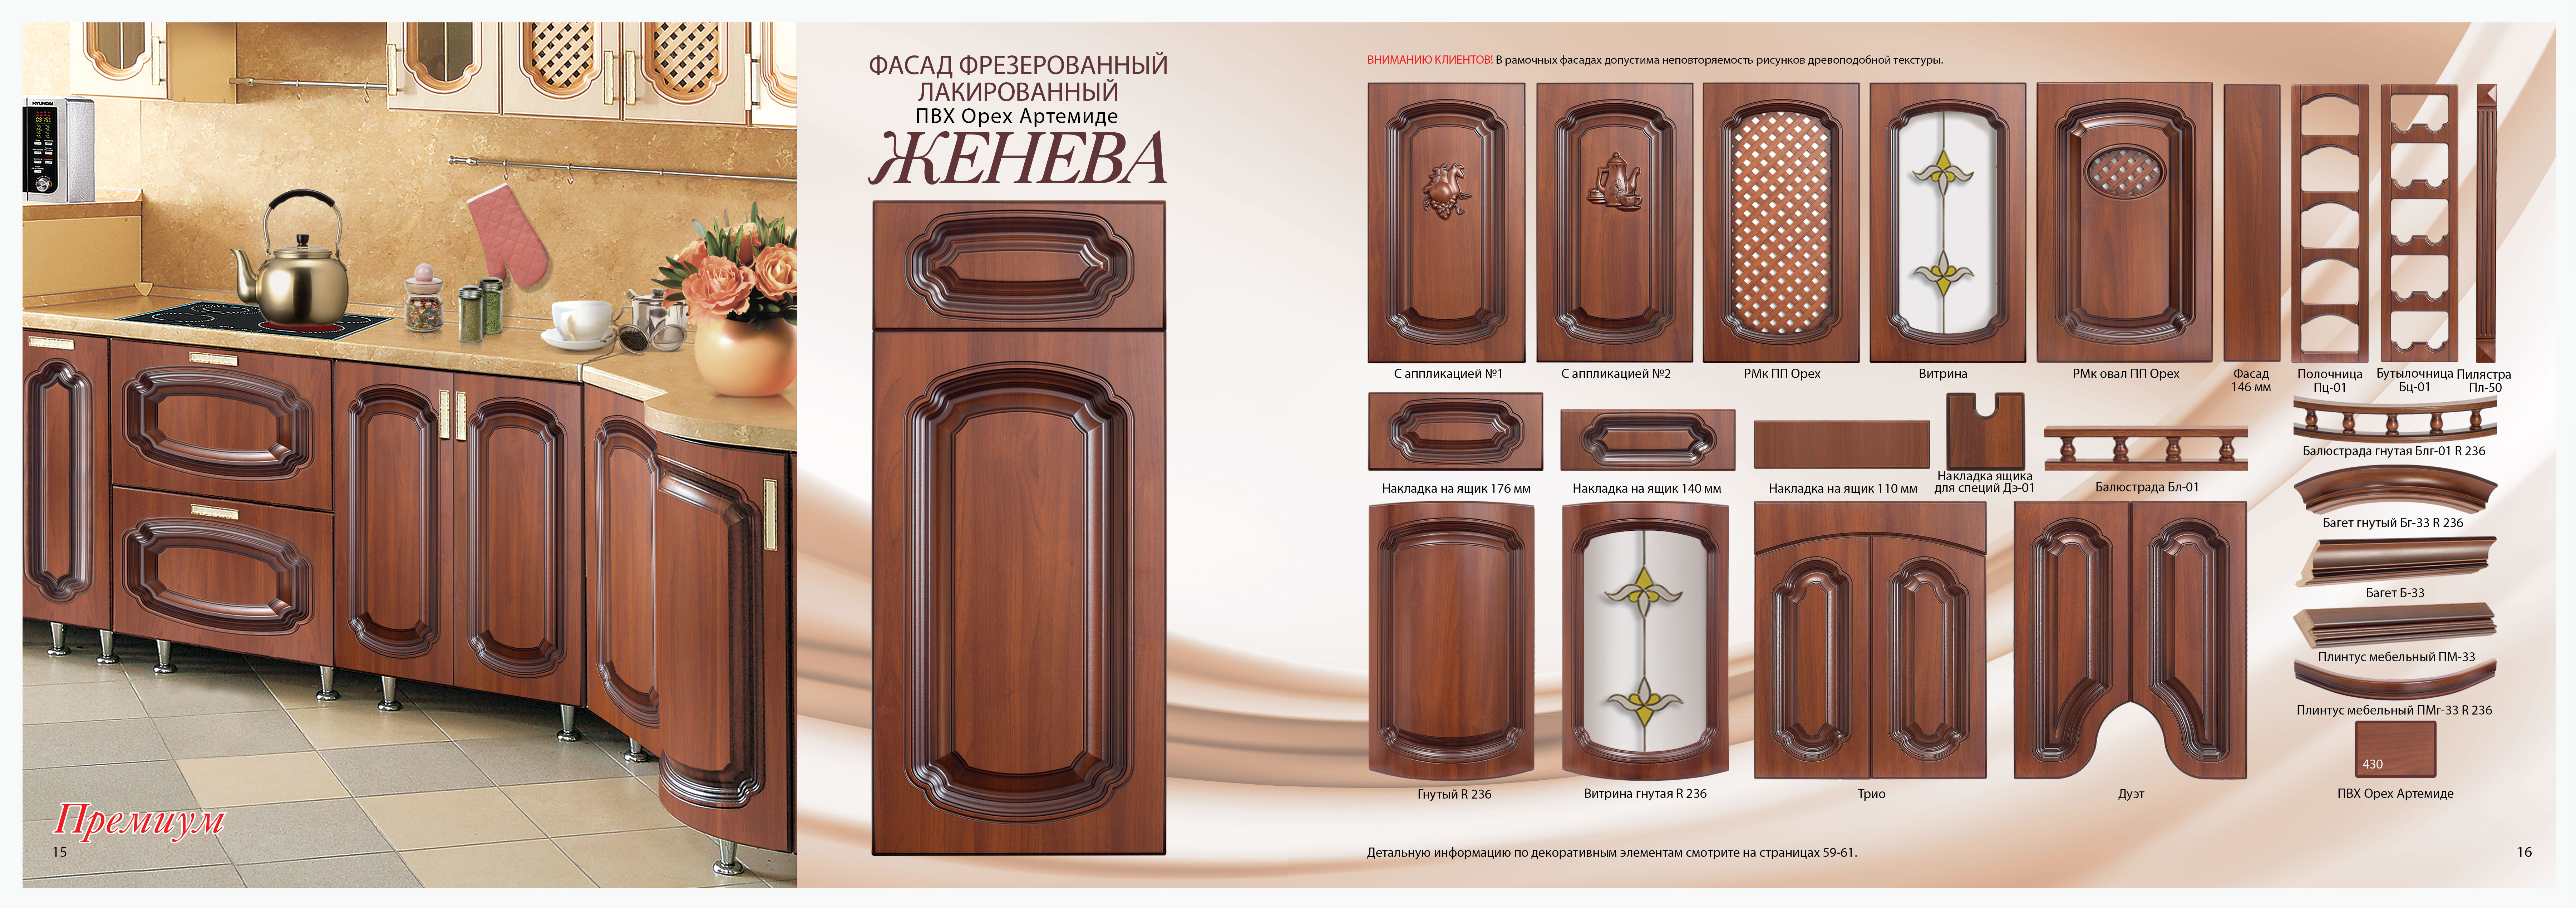 HYUNDAI
Премиум
15
ФАСАД ФРЕЗЕРОВАННЫЙ
ЛАКИРОВАННЫЙ
ПВХ Орех Артемиде
ЖЕНЕВА
ВНИМАНИЮ КЛИЕНТОВ! В рамочных фасадах допустима неповторяемость рисунков древоподобной текстуры.
С аппликацией №1
С аппликацией №2
РМк ПП Орех
Витрина
РМк овал ПП Орех
Фасад
146 мм
Полочница
Пц-01
Бутылочница
Бц-01
Пилястра
Пл-50
Накладка на ящик 176 мм
Накладка на ящик 140 мм
Накладка на ящик 110 мм
Накладка ящика
для специй Дэ-01
Балюстрада Бл-01
Балюстрада гнутая Блг-01 R 236
Багет гнутый Бг-33 R 236
Багет Б-33
Плинтус мебельный ПМ-33
Плинтус мебельный ПМг-33 R 236
Гнутый R 236
Витрина гнутая R 236
Трио
Дуэт
430
ПВХ Орех Артемиде
Детальную информацию по декоративным элементам смотрите на страницах 59-61.
16